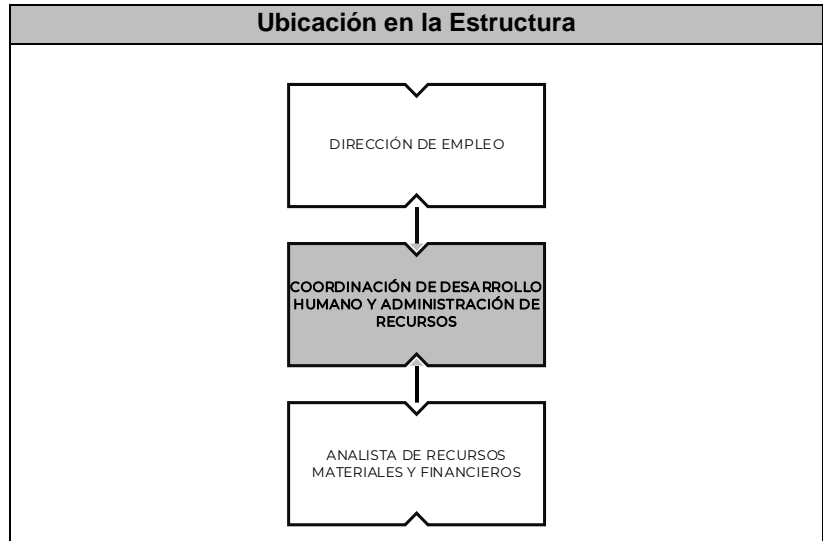 Ubicación en la Estructura
DIRECCIÓN DE EMPLEO
COORDINACIÓN DE DESARROLLO
HUMANO Y ADMINISTRACIÓN DE
RECURSOS
ANALISTA DE RECURSOS
MATERIALES Y FINANCIEROS